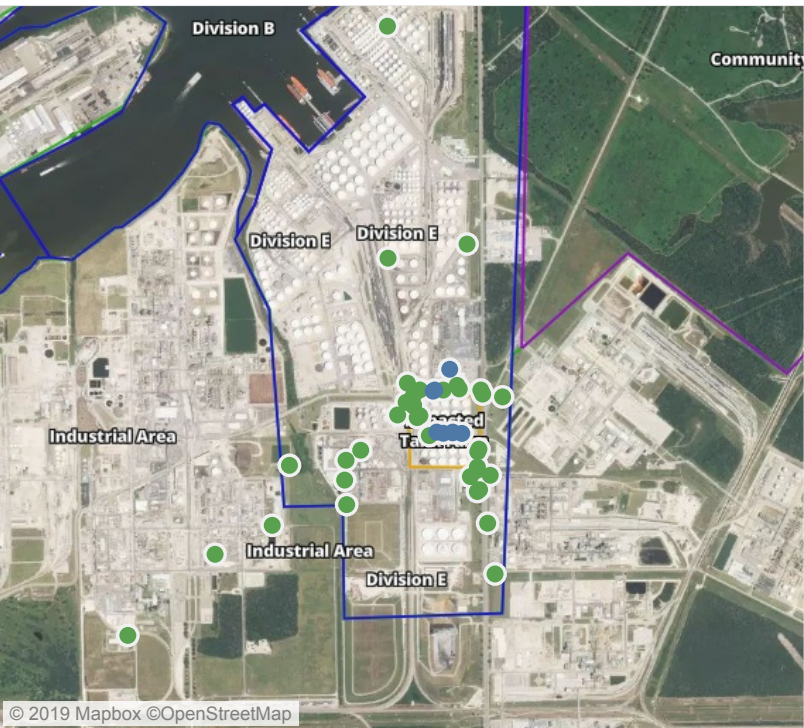 Division B
Community
Division E
Division E
Industrial Area
Industrial Area
Division E
© 2019 Mapbox ©OpenStreetMap